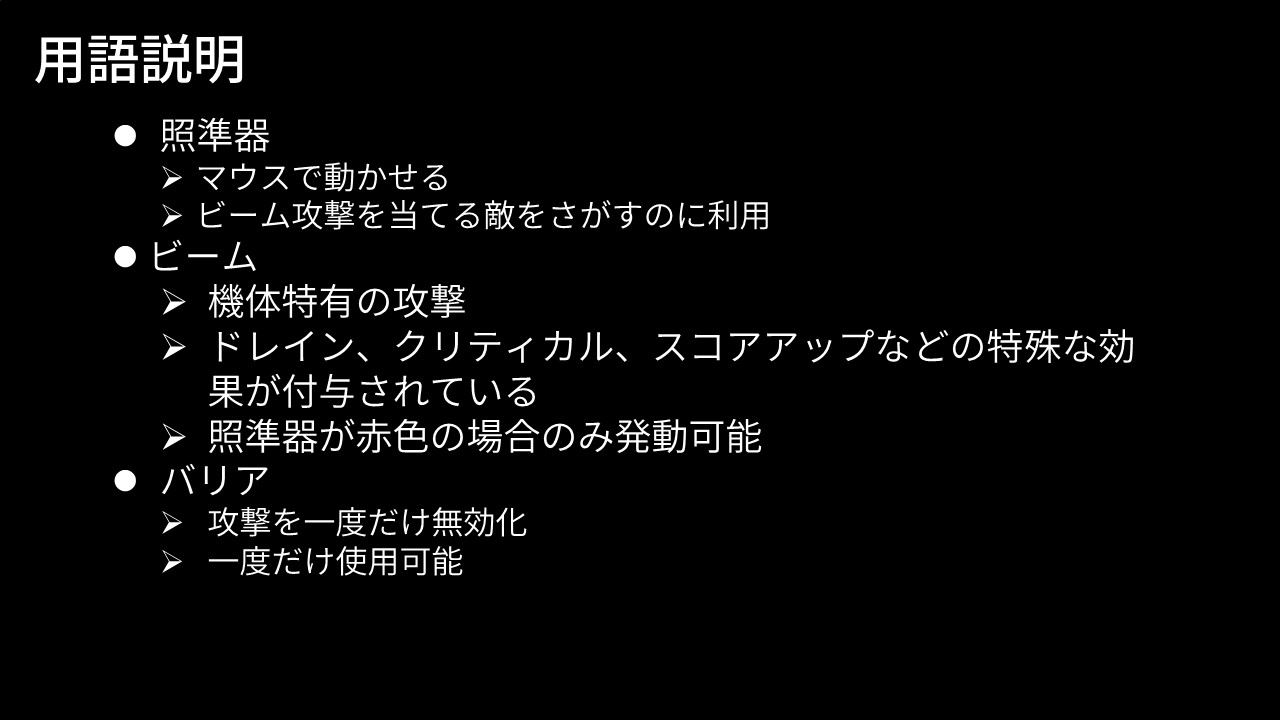 用語説明
● 照準器
➢ マウスで動かせる
➢ ビーム攻撃を当てる敵をさがすのに利用
● ビーム
➢ 機体特有の攻撃
➢ ドレイン、クリティカル、スコアアップなどの特殊な効
果が付与されている
➢ 照準器が赤色の場合のみ発動可能
● バリア
➢ 攻撃を一度だけ無効化
➢ 一度だけ使用可能